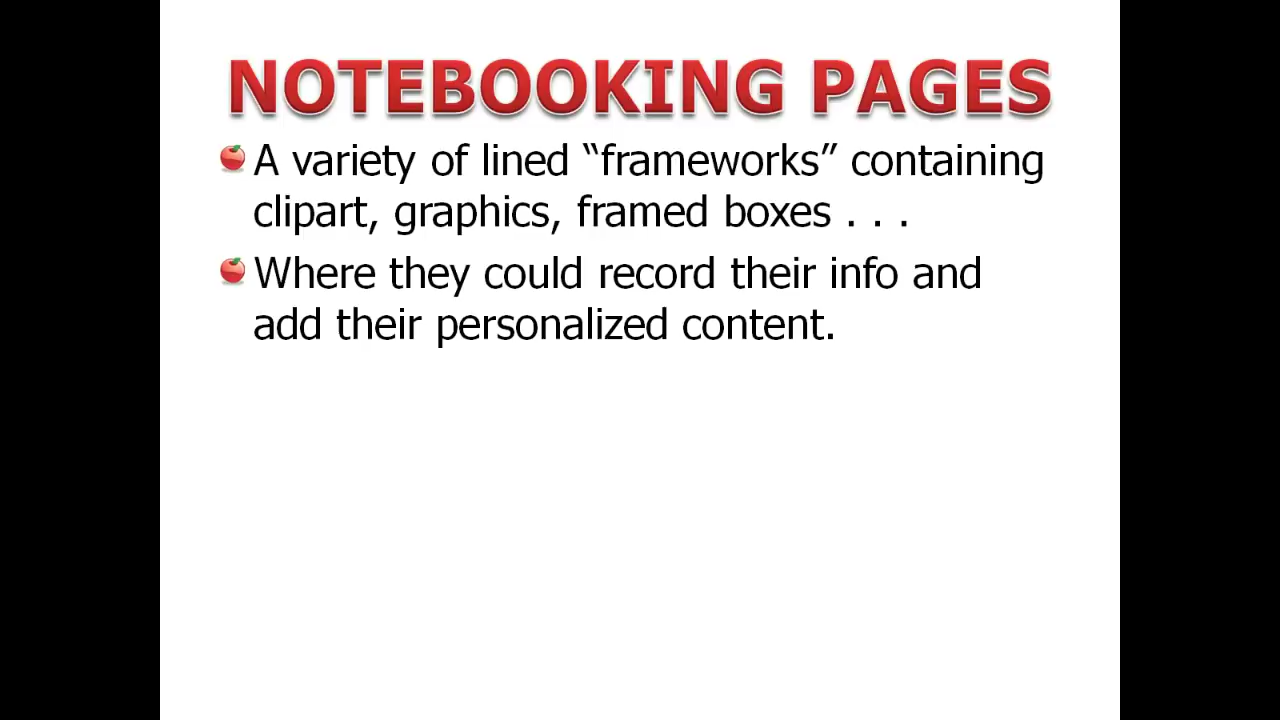 NOTEBOOKING PAGES
A variety of lined “frameworks” containing
clipart, graphics, framed boxes . . .
Where they could record their info and
add their personalized content.